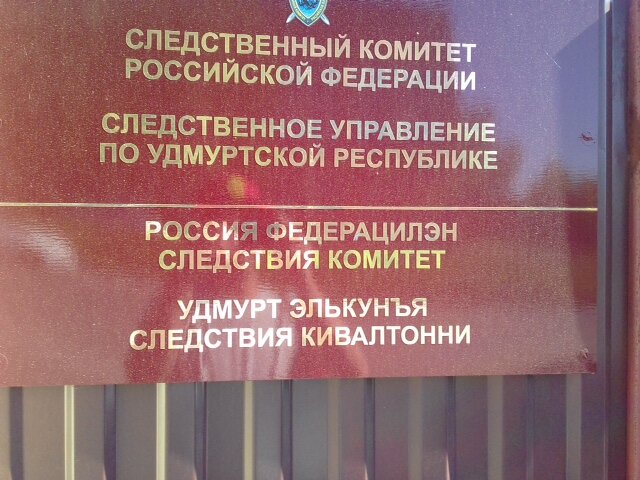 СЛЕДСТВЕННЫЙ КОМИТЕТ
РОССИЙСКОЙ ФЕДЕРАЦИИ
СЛЕДСТВЕННОЕ УПРАВЛЕНИЕ
ПО УДМУРТСКОЙ РЕСПУБЛИКЕ
РОССИЯ ФЕДЕРАЦИЛЭН
СЛЕДСТВИЯ КОМИТЕТ
УДМУРТ ЭЛЬКУНЪЯ
СЛЕДСТВИЯ КИВАЛТОННИ